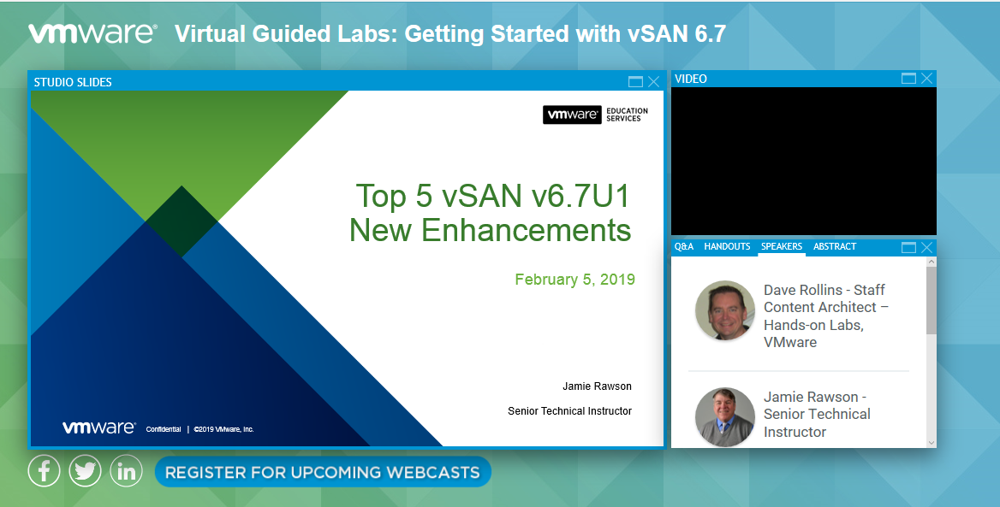 vmware® Virtual Guided Labs: Getting Started with vSAN 6.7
STUDIO SLIDES
vmware® EDUCATION
SERVICES
Top 5 vSAN v6.7U1
New Enhancements
February 5, 2019
Jamie Rawson
Senior Technical Instructor
vmware® Confidential | ©2019 VMware, Inc.
VIDEO
Q&A HANDOUTS SPEAKERS ABSTRACT
Dave Rollins - Staff
Content Architect –
Hands-on Labs,
VMware
Jamie Rawson -
Senior Technical
Instructor
REGISTER FOR UPCOMING WEBCASTS